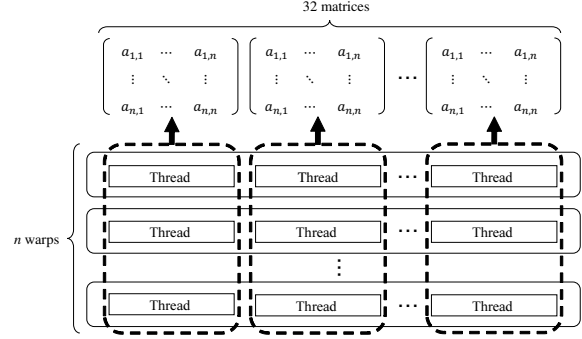 32 matrices
a1,1 ⋯ a1,n a1,1 ⋯ a1,n a1,1 ⋯ a1,n
⋮ ⋱ ⋮ ⋮ ⋱ ⋮ ⋯ ⋮ ⋱ ⋮
an,1 ⋯ an,n an,1 ⋯ an,n an,1 ⋯ an,n
Thread Thread ⋯ Thread
Thread Thread ⋯ Thread
n warps
⋮
Thread Thread ⋯ Thread